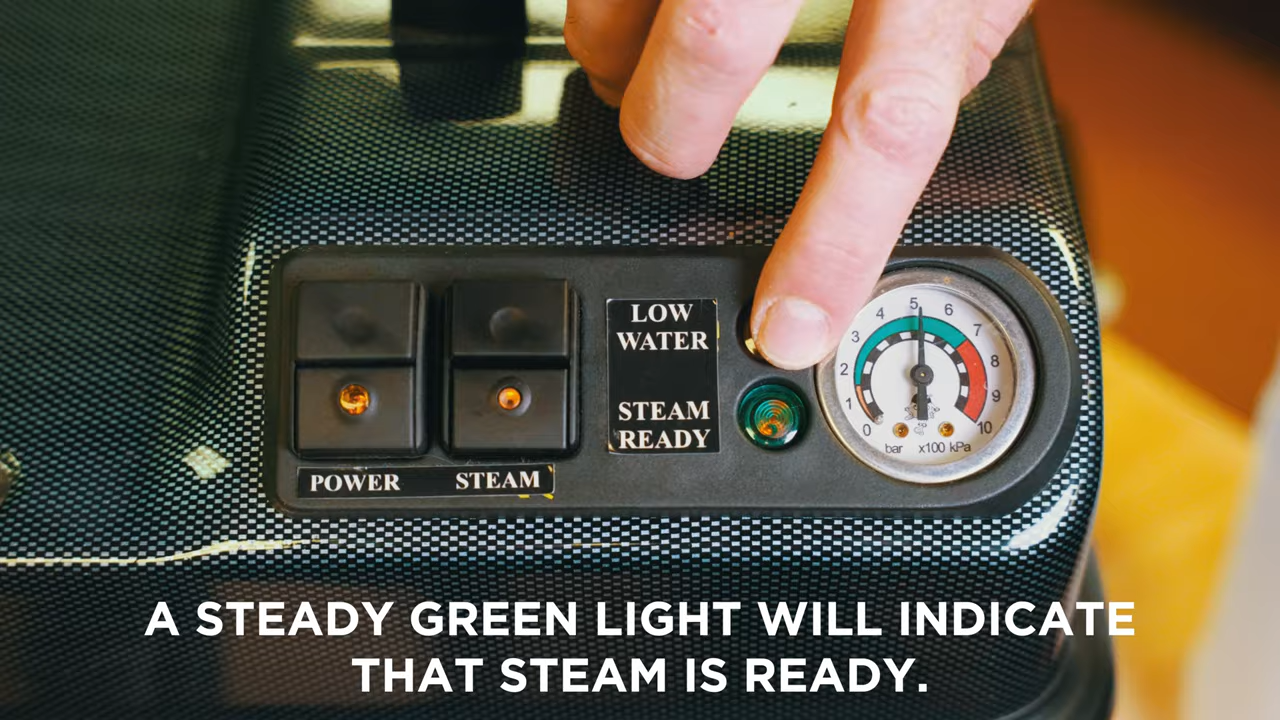 LOW
WATER
STEAM
READY
POWER
STEAM
0
1
2
3
4
5
6
7
8
9
10
bar x100 kPa
A STEADY GREEN LIGHT WILL INDICATE
THAT STEAM IS READY.